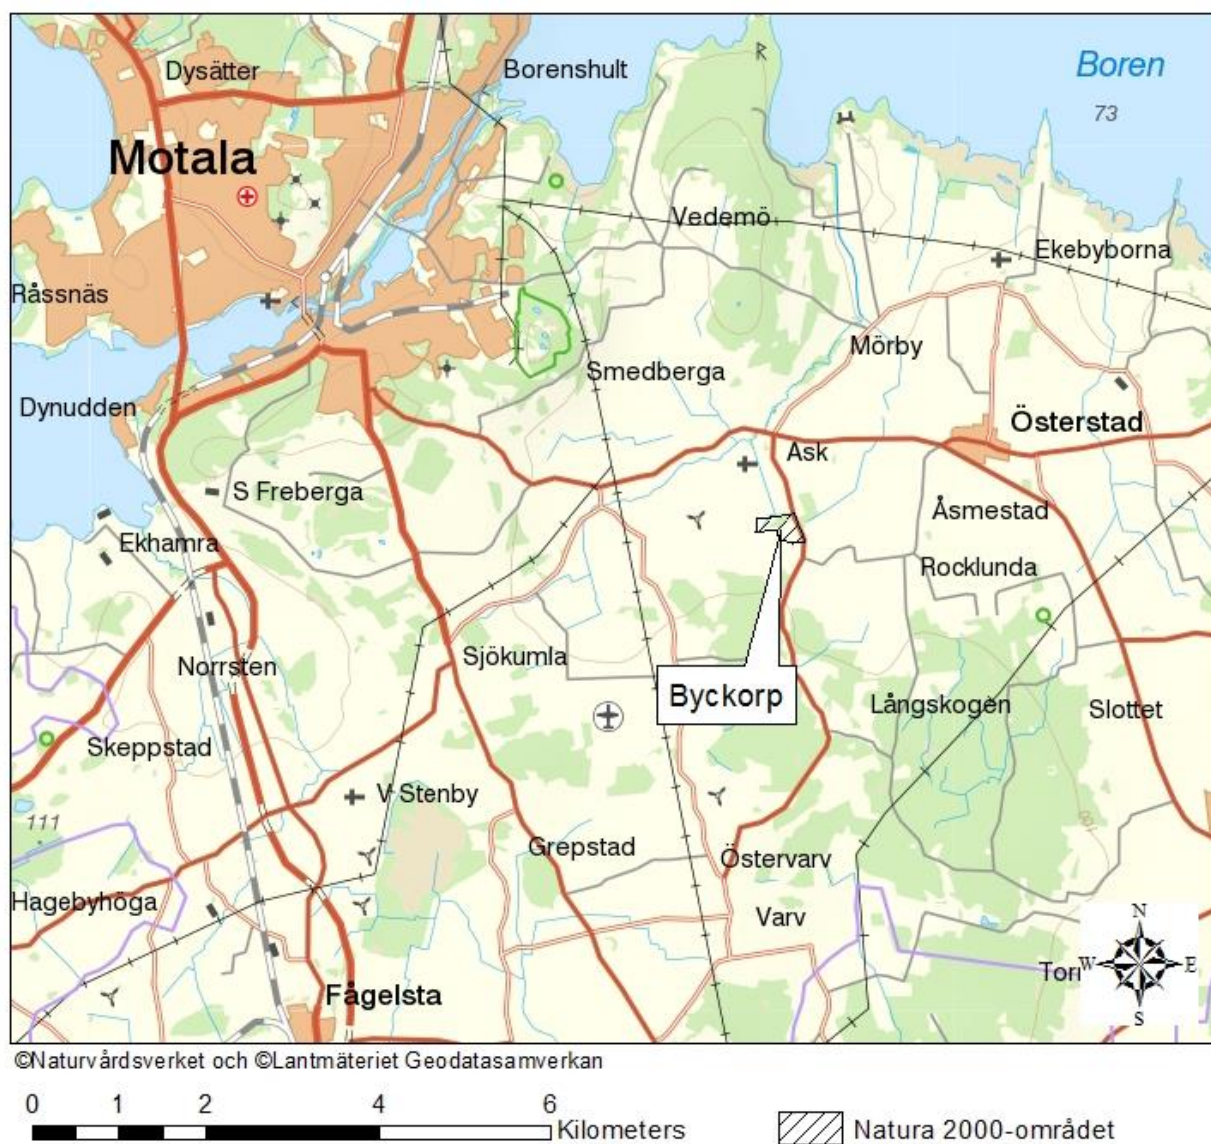 Dysätter
Borenshult
Boren
73
Motala
Vedemö
Ekebyborna
Råssnäs
Mörby
Smedberga
Dynudden
Österstad
Ask
S Freberga
Åsmestad
Ekhamra
Rocklunda
Norrsten
Sjökumla
Byckorp
Långskogen
Slottet
Skeppstad
V Stenby
111
Grepstad
Östervarv
Hagebyhöga
Varv
N
W
E
S
Torr
Fågelsta
©Naturvårdsverket och ©Lantmäteriet Geodatasamverkan
0 1 2 4 6
Kilometers
Natura 2000-området